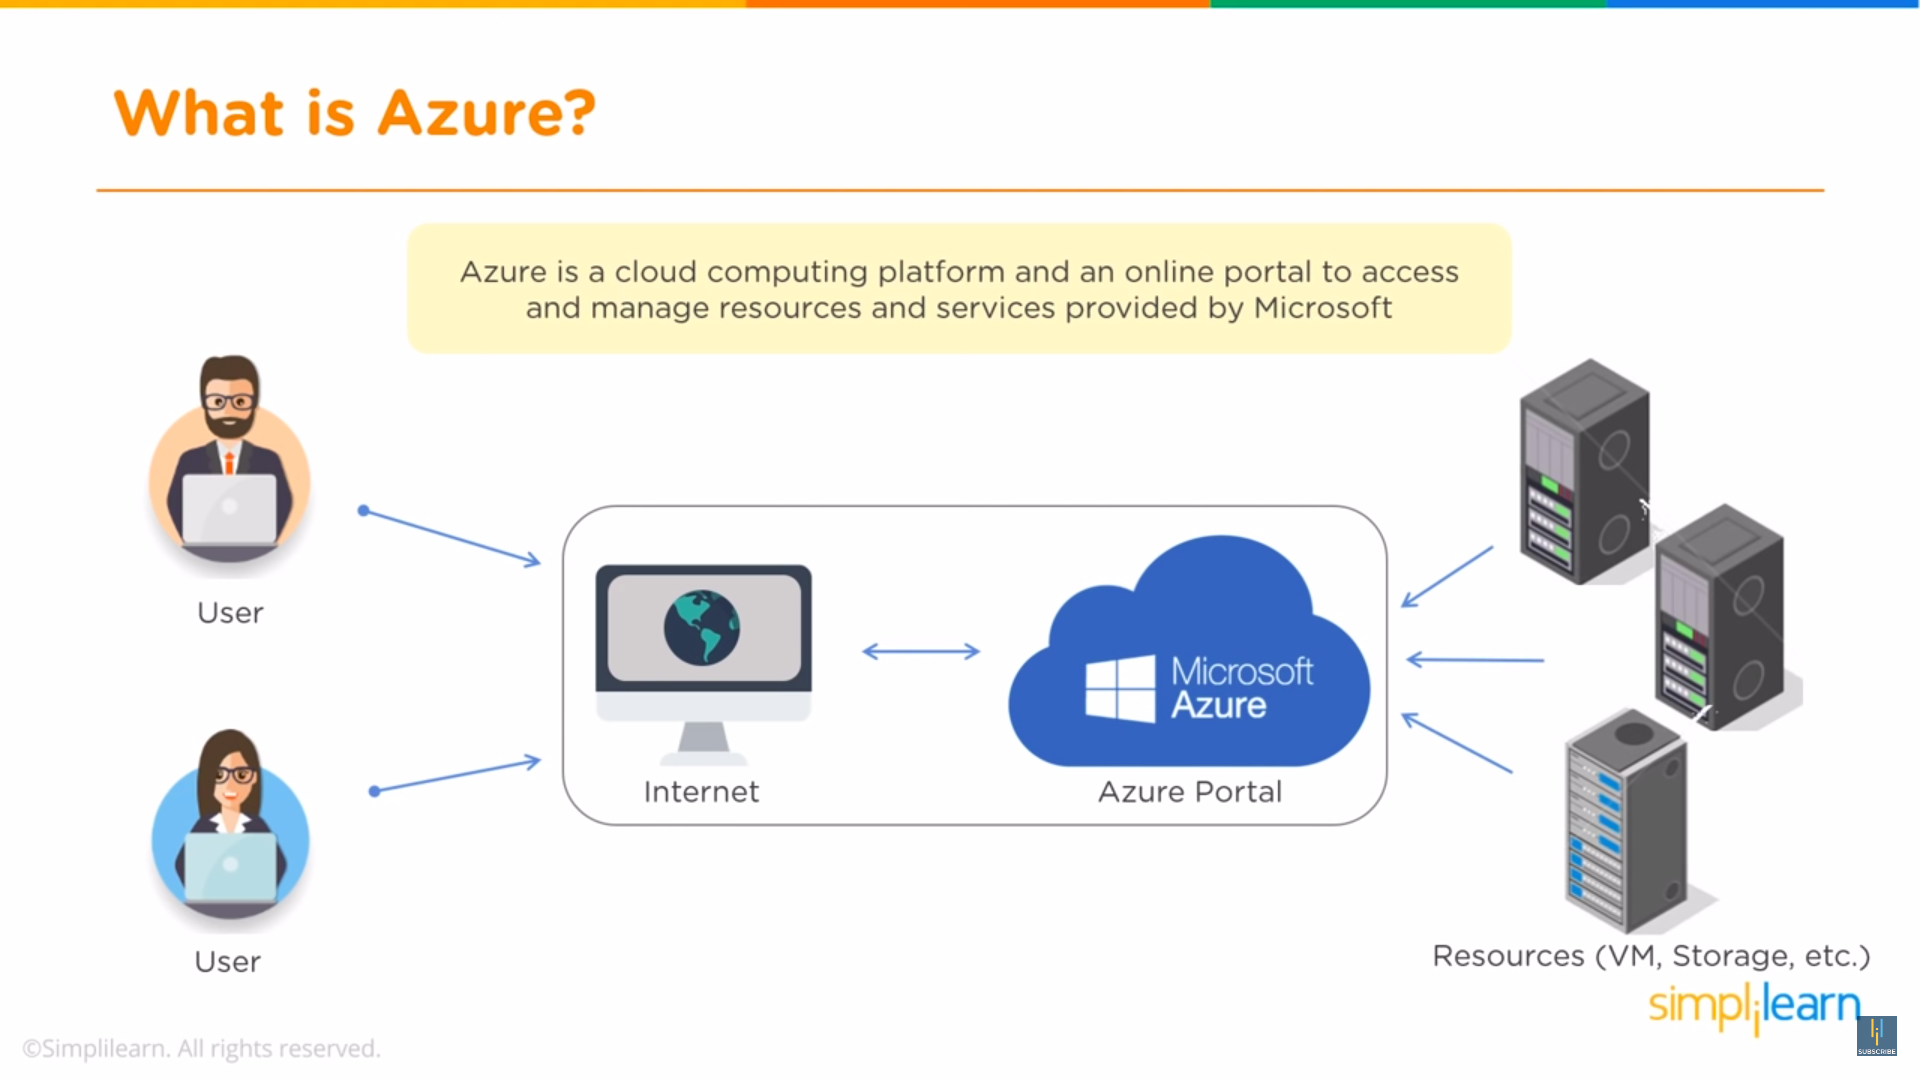 What is Azure?
Azure is a cloud computing platform and an online portal to access
and manage resources and services provided by Microsoft
User
User
Internet
Microsoft
Azure
Azure Portal
Resources (VM, Storage, etc.)
simplilearn
SUBSCRIBE
©Simplilearn. All rights reserved.